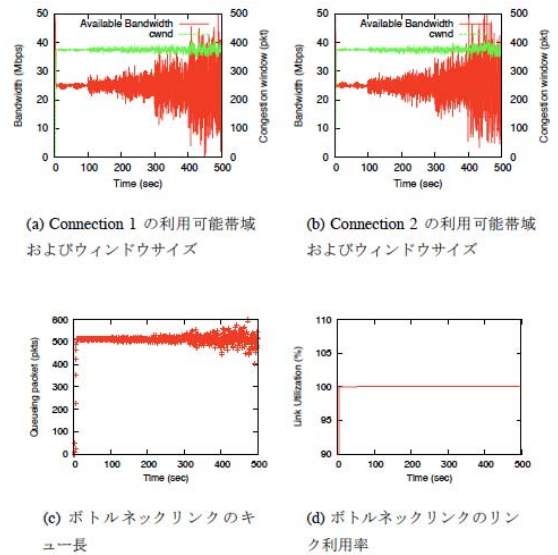 Available Bandwidth
cwnd
50
40
30
20
10
0
500
400
300
200
100
0
0 100 200 300 400 500
Bandwidth (Mbps)
Congestion window (pkt)
Time (sec)
(a) Connection 1 の利用可能帯域
およびウィンドウサイズ
Available Bandwidth
cwnd
50
40
30
20
10
0
500
400
300
200
100
0
0 100 200 300 400 500
Bandwidth (Mbps)
Congestion window (pkt)
Time (sec)
(b) Connection 2 の利用可能帯域
およびウィンドウサイズ
600
500
400
300
200
100
0
0 100 200 300 400 500
Queueing packet (pkts)
Time (sec)
(c) ボトルネックリンクのキ
ュー長
110
105
100
95
90
0 100 200 300 400 500
Link Utilization (%)
Time (sec)
(d) ボトルネックリンクのリン
ク利用率